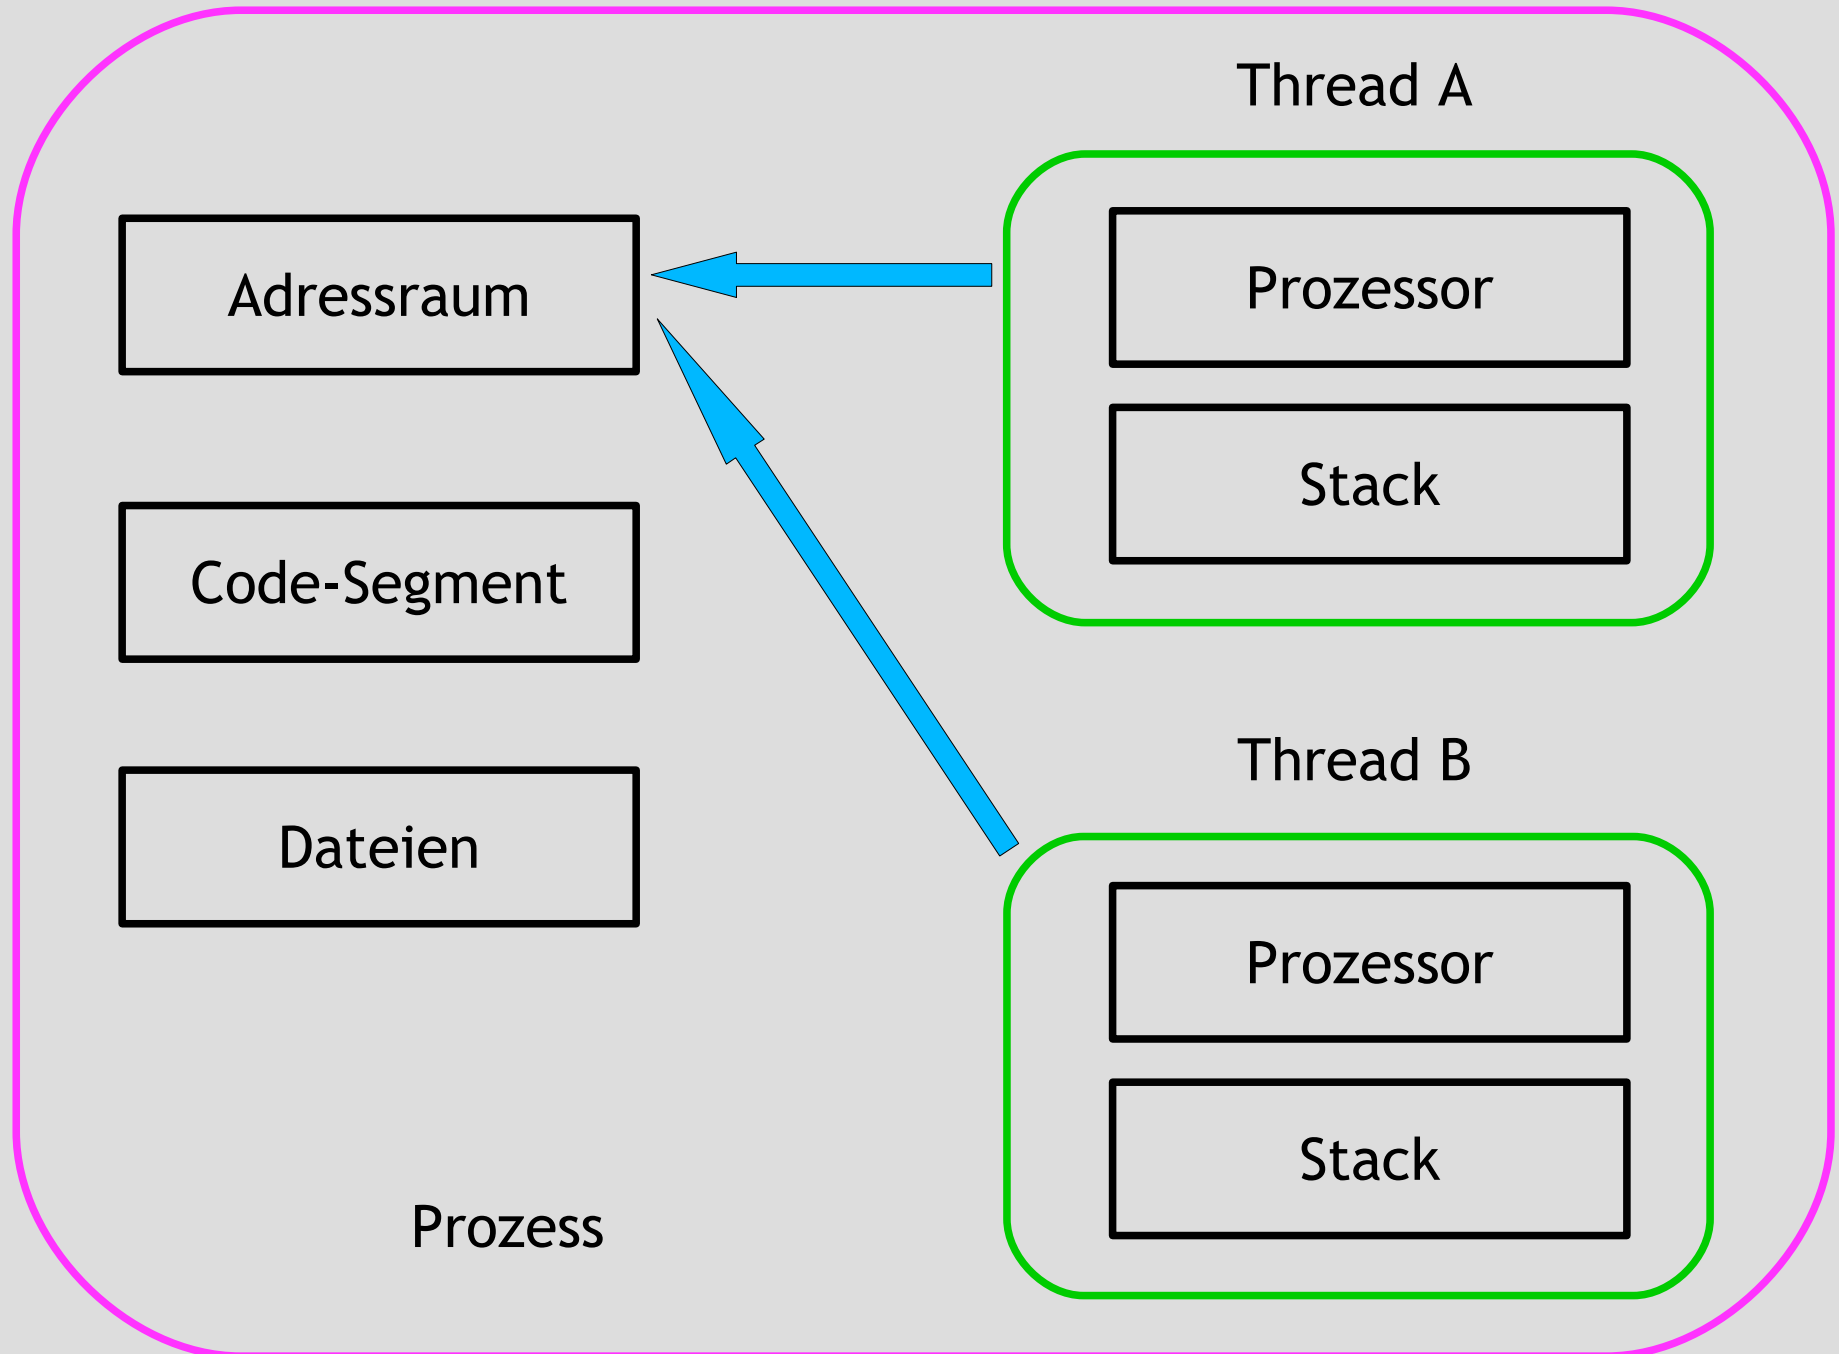 Thread A
Adressraum
Prozessor
Stack
Code-Segment
Thread B
Dateien
Prozessor
Stack
Prozess